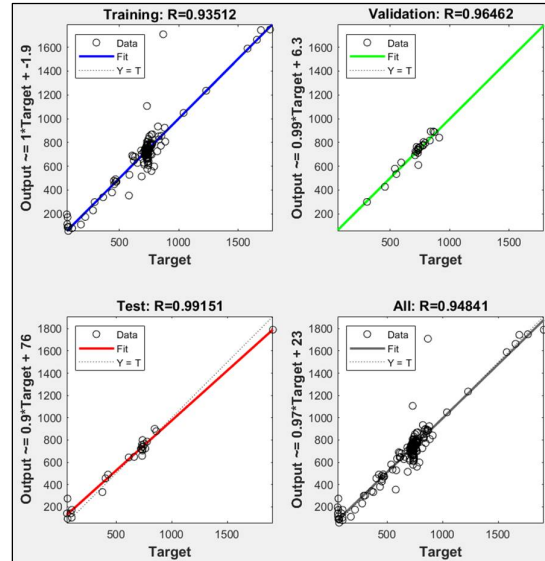 Training: R=0.93512
Output ~= 1*Target + -1.9
1600
1400
1200
1000
800
600
400
200
Data
Fit
Y = T
500
1000
1500
Target
Validation: R=0.96462
Output ~= 0.99*Target + 6.3
1600
1400
1200
1000
800
600
400
200
Data
Fit
Y = T
500
1000
1500
Target
Test: R=0.99151
Output ~= 0.9*Target + 76
1800
1600
1400
1200
1000
800
600
400
200
Data
Fit
Y = T
500
1000
1500
Target
All: R=0.94841
Output ~= 0.97*Target + 23
1800
1600
1400
1200
1000
800
600
400
200
Data
Fit
Y = T
500
1000
1500
Target